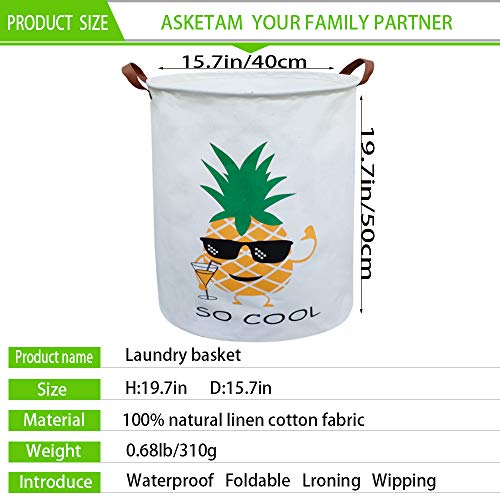 PRODUCT SIZE ASKETAM YOUR FAMILY PARTNER
15.7in/40cm
19.7in/50cm
SO COOL
Product name Laundry basket
Size H:19.7in D:15.7in
Material 100% natural linen cotton fabric
Weight 0.68lb/310g
Introduce Waterproof Foldable Lroning Wipping